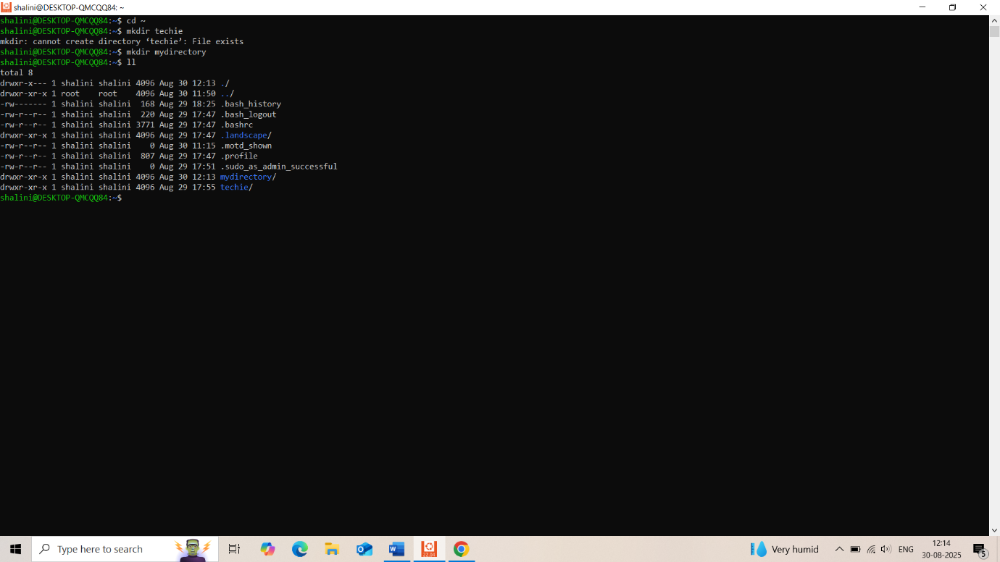 shalini@DESKTOP-QMCQQ84: ~
shalini@DESKTOP-QMCQQ84:~$ cd ~
shalini@DESKTOP-QMCQQ84:~$ mkdir techie
mkdir: cannot create directory ‘techie’: File exists
shalini@DESKTOP-QMCQQ84:~$ mkdir mydirectory
shalini@DESKTOP-QMCQQ84:~$ ll
total 8
drwxr-x--- 1 shalini shalini 4096 Aug 30 12:13 ./
drwxr-xr-x 1 root    root    4096 Aug 30 11:50 ../
-rw------- 1 shalini shalini  168 Aug 29 18:25 .bash_history
-rw-r--r-- 1 shalini shalini  220 Aug 29 17:47 .bash_logout
-rw-r--r-- 1 shalini shalini 3771 Aug 29 17:47 .bashrc
drwxr-xr-x 1 shalini shalini 4096 Aug 29 17:47 .landscape/
-rw-r--r-- 1 shalini shalini    0 Aug 30 11:15 .motd_shown
-rw-r--r-- 1 shalini shalini  807 Aug 29 17:47 .profile
-rw-r--r-- 1 shalini shalini    0 Aug 29 17:51 .sudo_as_admin_successful
drwxr-xr-x 1 shalini shalini 4096 Aug 30 12:13 mydirectory/
drwxr-xr-x 1 shalini shalini 4096 Aug 29 17:55 techie/
shalini@DESKTOP-QMCQQ84:~$
Type here to search
22.04
Very humid
ENG
12:14
30-08-2025
5